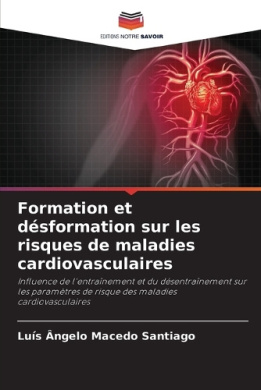 EDITIONS NOTRE SAVOIR
Formation et
désformation sur les
risques de maladies
cardiovasculaires
Influence de l'entraînement et du désentraînement sur
les paramètres de risque des maladies
cardiovasculaires
Luís Ângelo Macedo Santiago